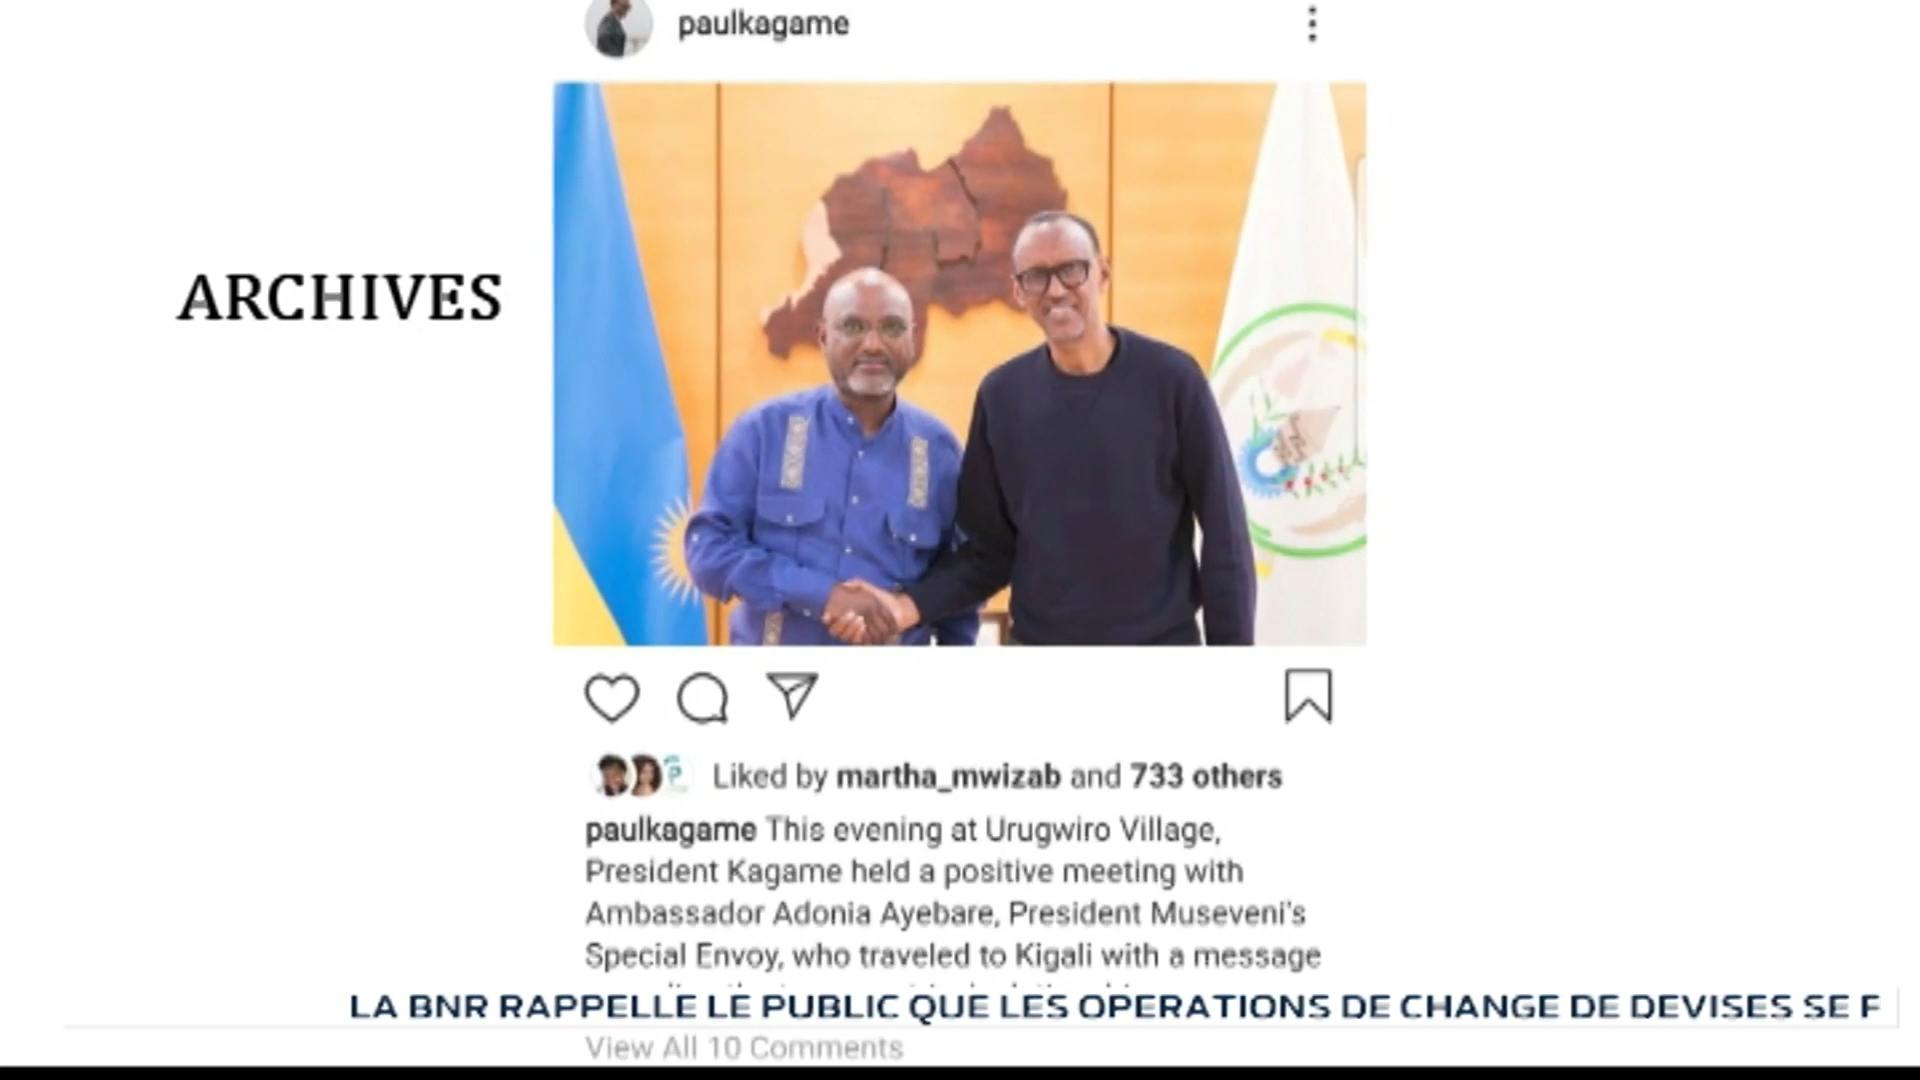 paulkagame
ARCHIVES
Liked by martha_mwizab and 733 others
paulkagame This evening at Urugwiro Village,
President Kagame held a positive meeting with
Ambassador Adonia Ayebare, President Museveni's
Special Envoy, who traveled to Kigali with a message
LA BNR RAPPELLE LE PUBLIC QUE LES OPERATIONS DE CHANGE DE DEVISES SE F
View All 10 Comments